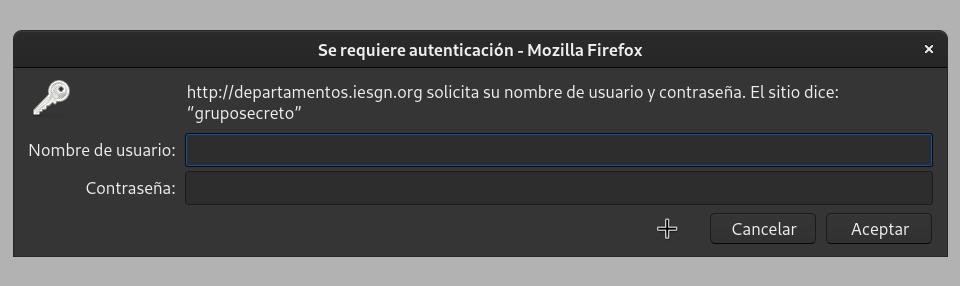 Se requiere autenticación - Mozilla Firefox
http://departamentos.iesgn.org solicita su nombre de usuario y contraseña. El sitio dice:
“gruposecreto”
Nombre de usuario:
Contraseña:
Cancelar Aceptar